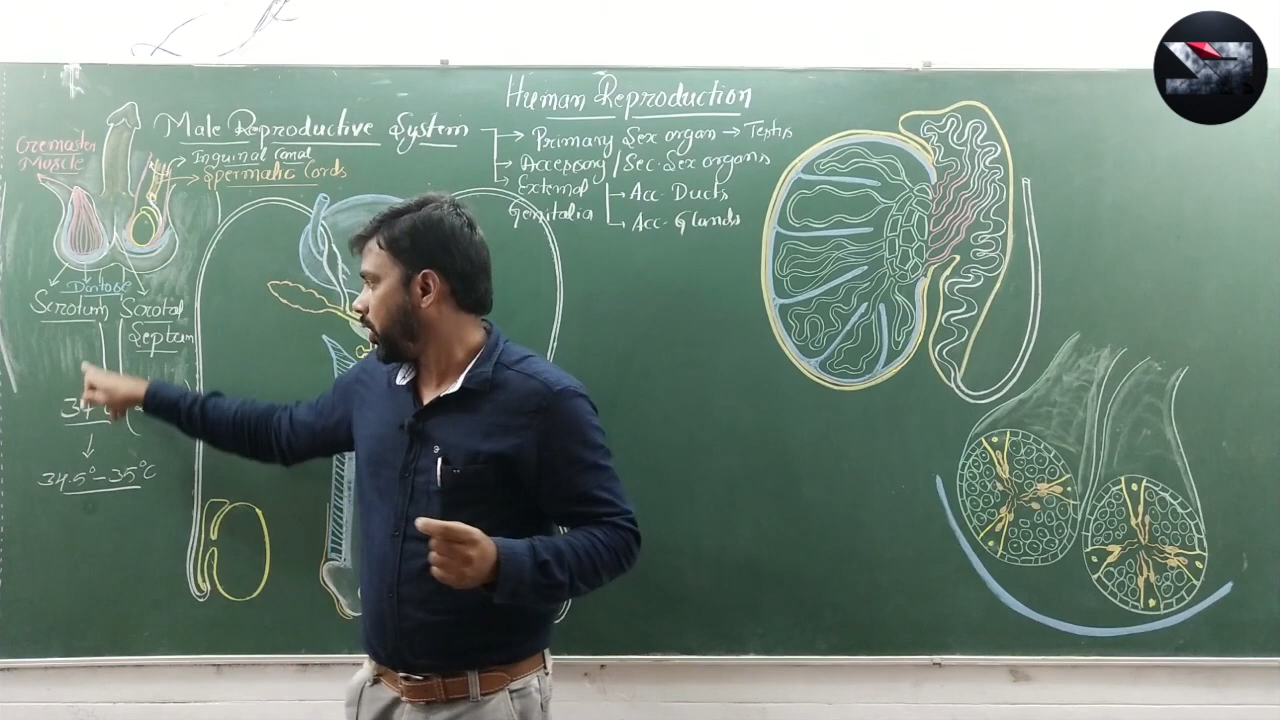 Human Reproduction
Male Reproductive System → Primary Sex organ → Testis
→ Accessory / Sec. Sex organs
→ External
Genitalia
→ Acc. Ducts
→ Acc. Glands
Cremaster
Muscle
→ Inguinal Canal
→ Spermatic Cords
Scrotum
Scrotal
Septum
34.5°-35°C